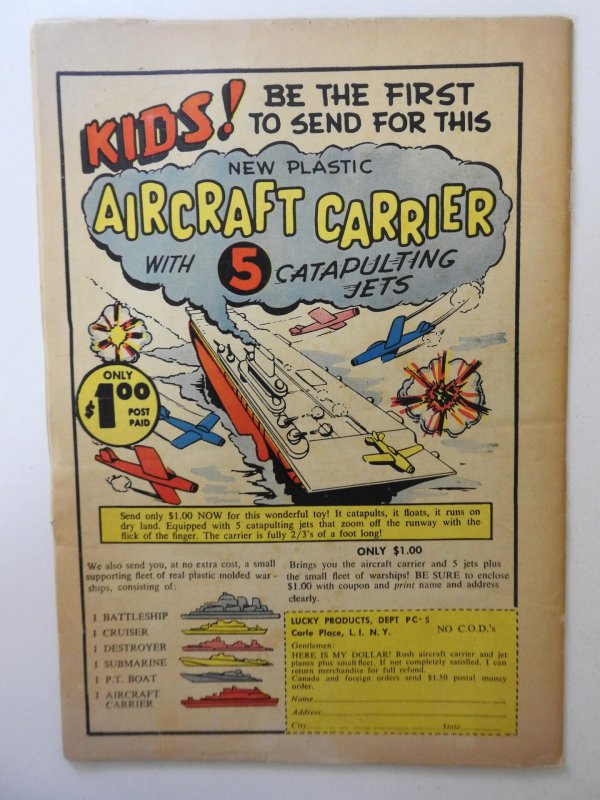 KIDS!
BE THE FIRST
TO SEND FOR THIS
NEW PLASTIC
AIRCRAFT CARRIER
WITH 5 CATAPULTING
JETS
ONLY
$1.00
POST
PAID
Send only $1.00 NOW for this wonderful toy! It catapults, it floats, it runs on
dry land. Equipped with 5 catapulting jets that zoom off the runway with the
flick of the finger. The carrier is fully 2/3's of a foot long!
We also send you, at no extra cost, a small
supporting fleet of real plastic molded war-
ships, consisting of:
1 BATTLESHIP
1 CRUISER
1 DESTROYER
1 SUBMARINE
1 P.T. BOAT
1 AIRCRAFT
CARRIER
ONLY $1.00
Brings you the aircraft carrier and 5 jets plus
the small fleet of warships! BE SURE to enclose
$1.00 with coupon and print name and address
clearly.
LUCKY PRODUCTS, DEPT PC-5
Carle Place, L. I. N. Y. NO C.O.D.'s
Gentlemen:
HERE IS MY DOLLAR! Rush aircraft carrier and jet
planes plus small fleet. If not completely satisfied, I can
return merchandise for full refund.
Canada and foreign orders send $1.50 postal money
order.
Name
Address
City State